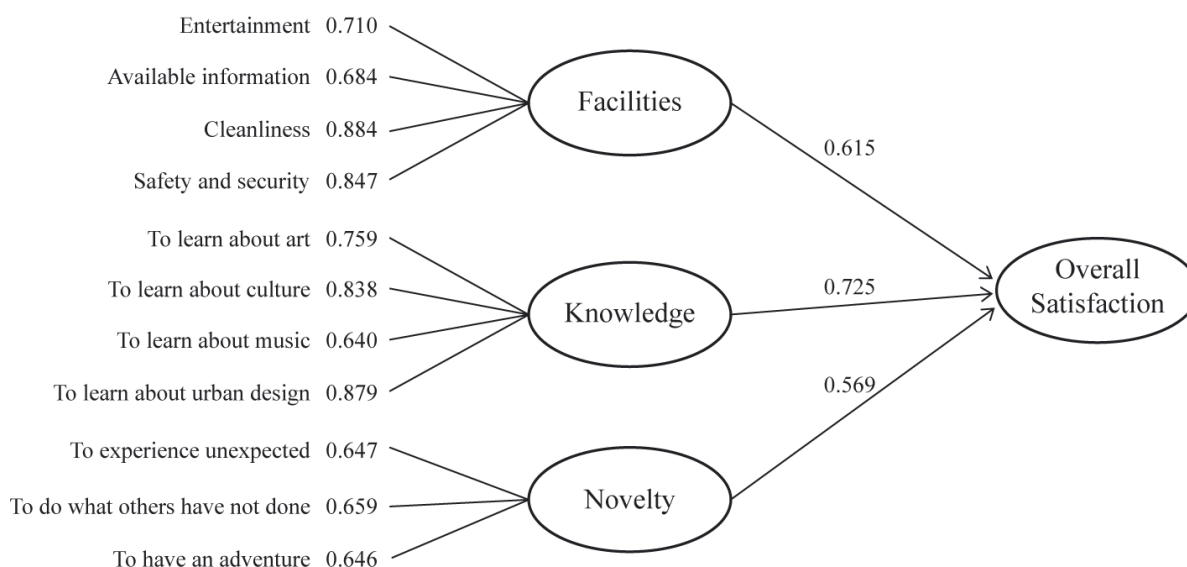 Entertainment 0.710
Available information 0.684
Cleanliness 0.884
Safety and security 0.847
Facilities
0.615
To learn about art 0.759
To learn about culture 0.838
To learn about music 0.640
To learn about urban design 0.879
Knowledge
0.725
Overall
Satisfaction
To experience unexpected 0.647
To do what others have not done 0.659
To have an adventure 0.646
Novelty
0.569